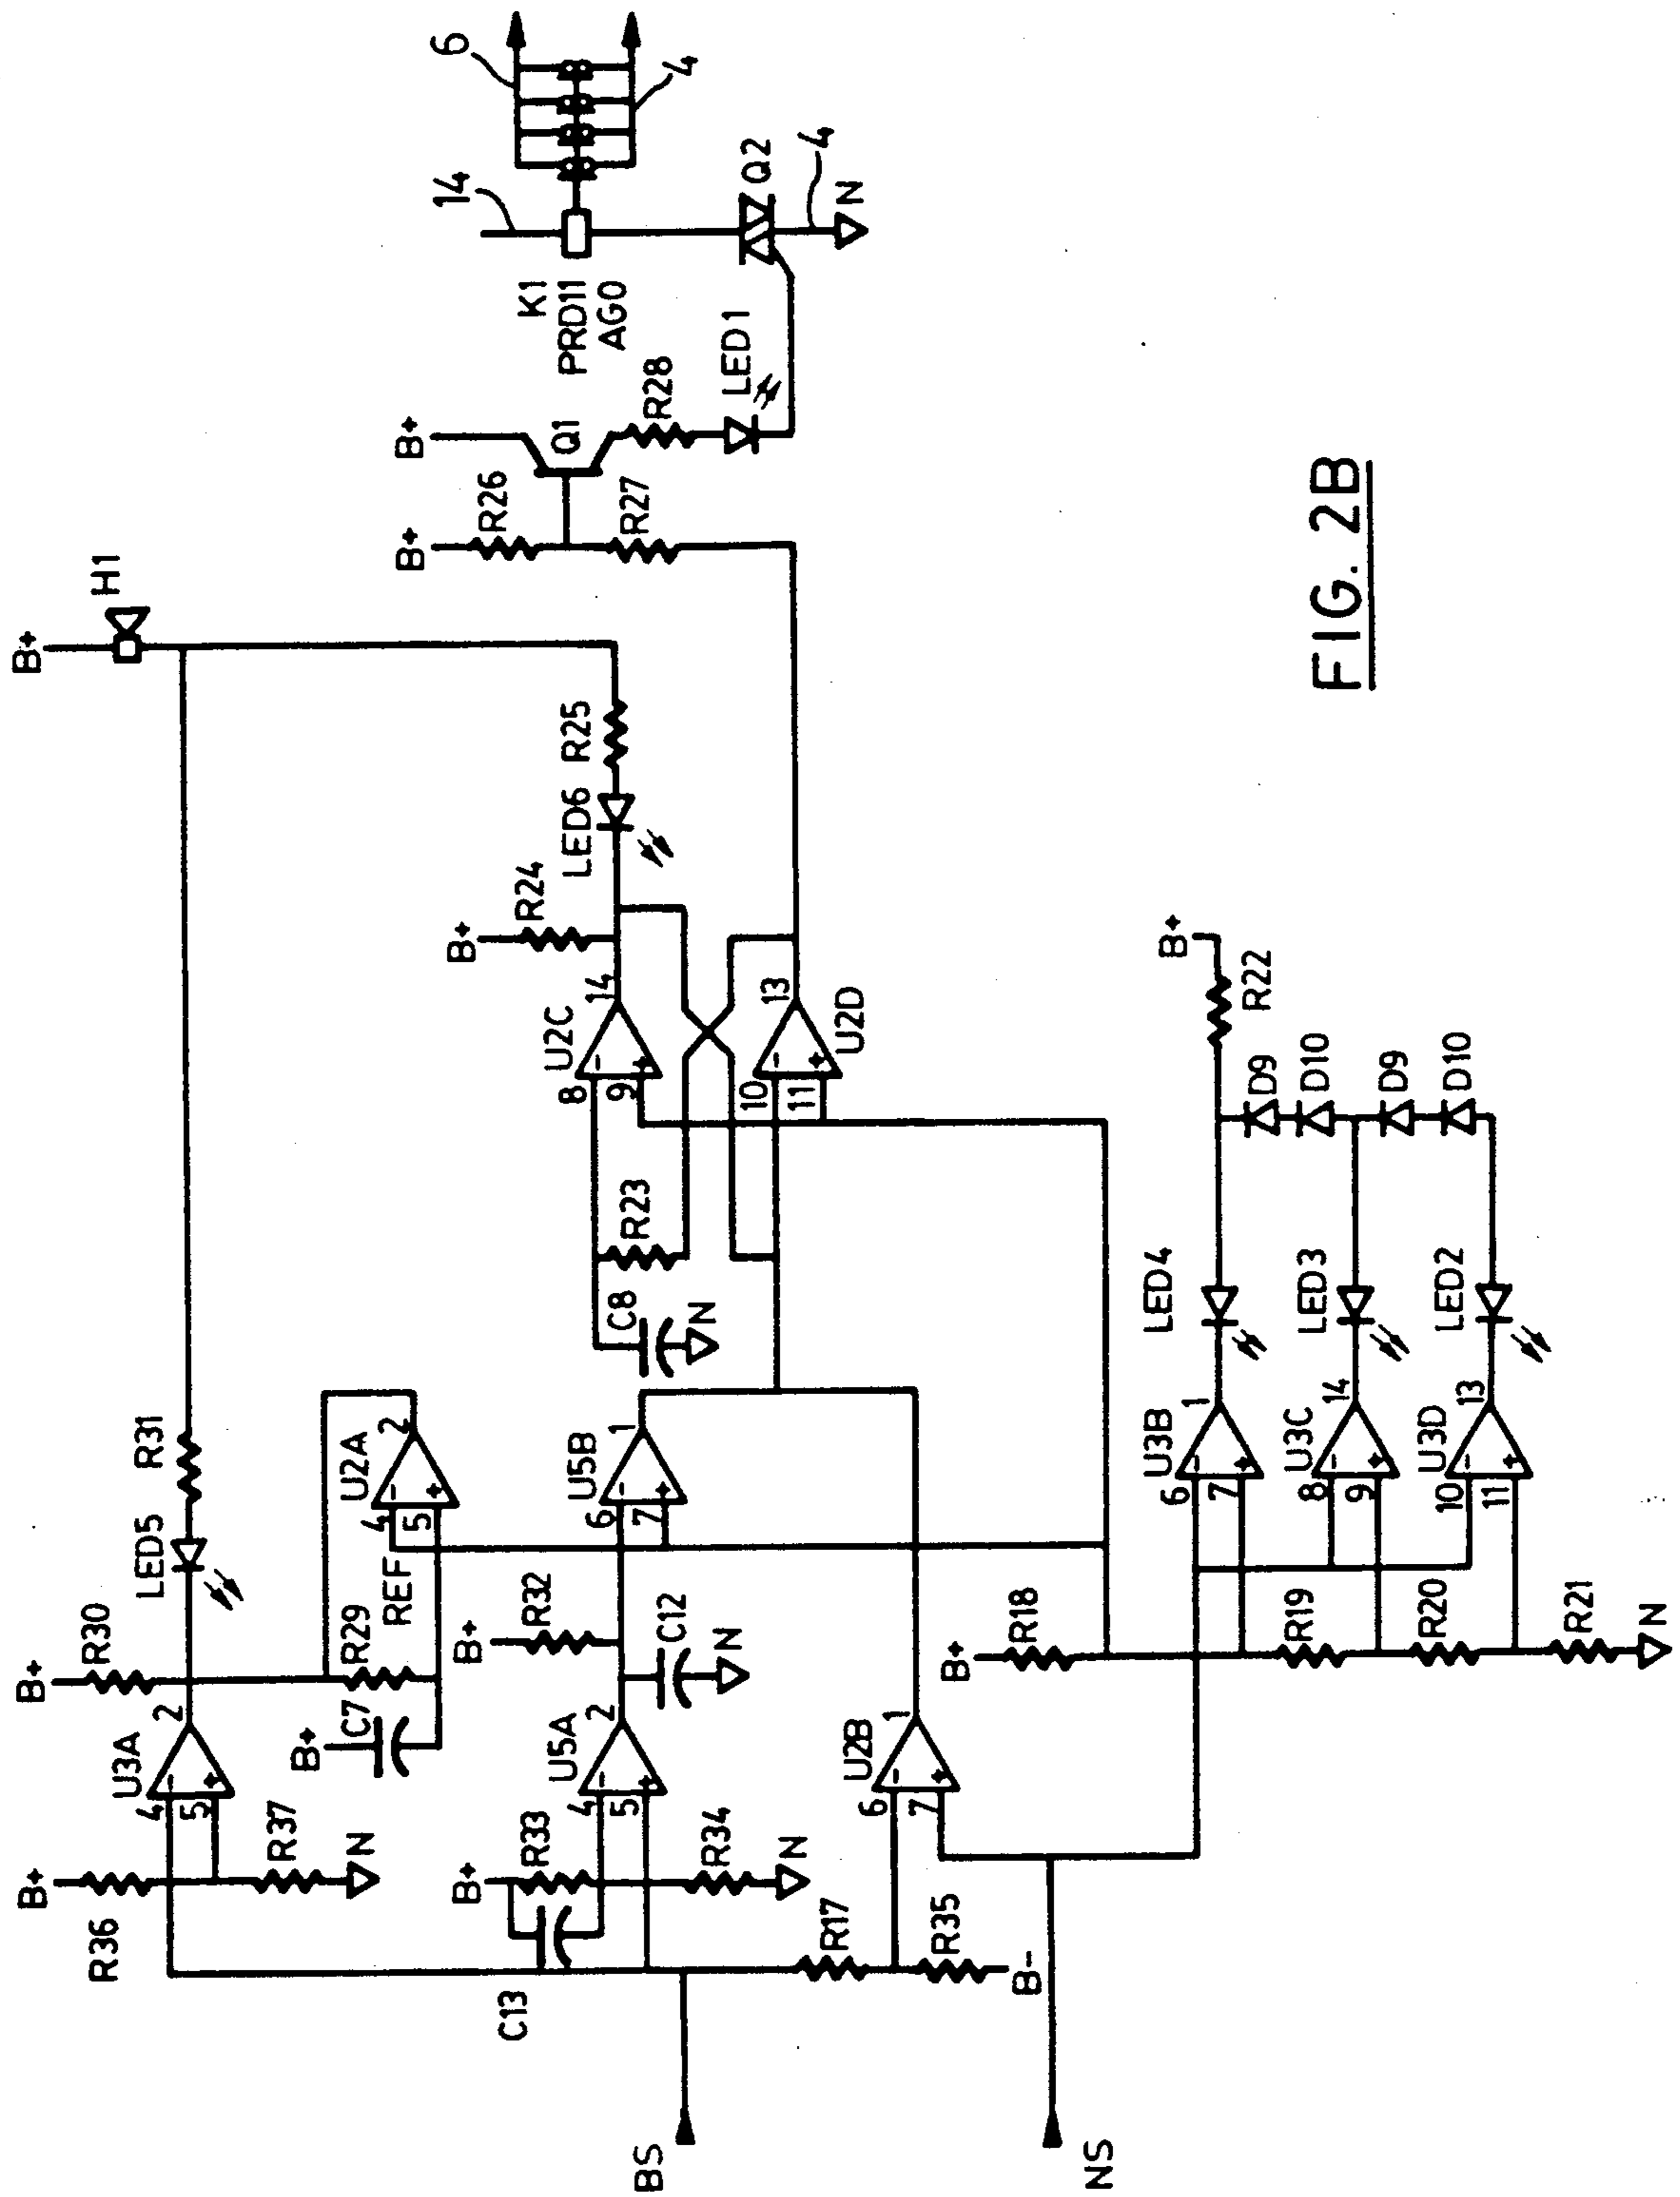 B+
H1
B+
R30
LED5
R31
U3A
2
4
5
B+
R36
R37
N
B+
C7
R29
REF
U2A
2
4
5
B+
R32
C12
N
U5A
2
4
5
B+
R33
R34
N
C13
BS
R17
R35
B-
NS
U2B
1
6
7
U5B
1
6
7
C8
N
R23
U2C
14
8
9
B+
R24
LED6
R25
U2D
13
10
11
B+
R26
R27
B+
Q1
R28
LED1
K1
PRD11
AG0
14
6
4
Q2
4
N
B+
R18
R19
R20
R21
N
U3B
1
6
7
LED4
U3C
14
8
9
LED3
U3D
13
10
11
LED2
B+
R22
D9
D10
D9
D10
FIG. 2B